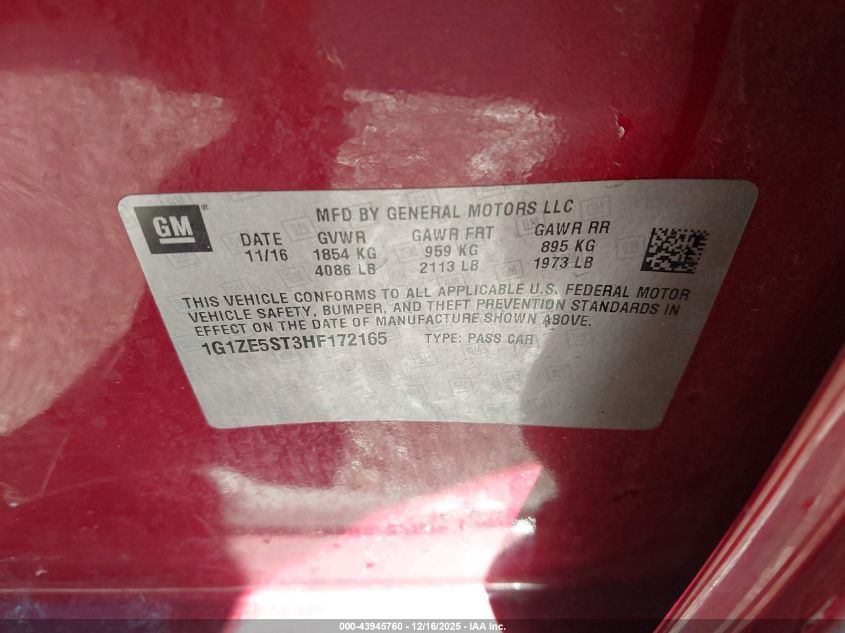 GM
MFD BY GENERAL MOTORS LLC
DATE GVWR GAWR FRT GAWR RR
11/16 1854 KG 959 KG 895 KG
4086 LB 2113 LB 1973 LB
THIS VEHICLE CONFORMS TO ALL APPLICABLE U.S. FEDERAL MOTOR
VEHICLE SAFETY, BUMPER, AND THEFT PREVENTION STANDARDS IN
EFFECT ON THE DATE OF MANUFACTURE SHOWN ABOVE.
1G1ZE5ST3HF172165 TYPE: PASS CAR
000-43945760 - 12/16/2025 - IAA Inc.